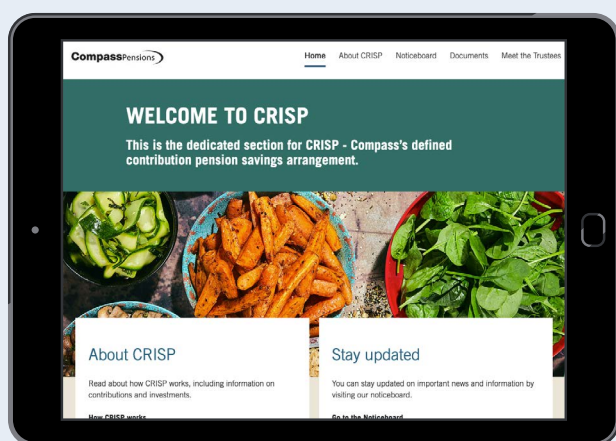 CompassPensions
Home About CRISP Noticeboard Documents Meet the Trustees
WELCOME TO CRISP
This is the dedicated section for CRISP - Compass's defined
contribution pension savings arrangement.
About CRISP
Read about how CRISP works, including information on
contributions and investments.
How CRISP works
Stay updated
You can stay updated on important news and information by
visiting our noticeboard.
Go to the Noticeboard